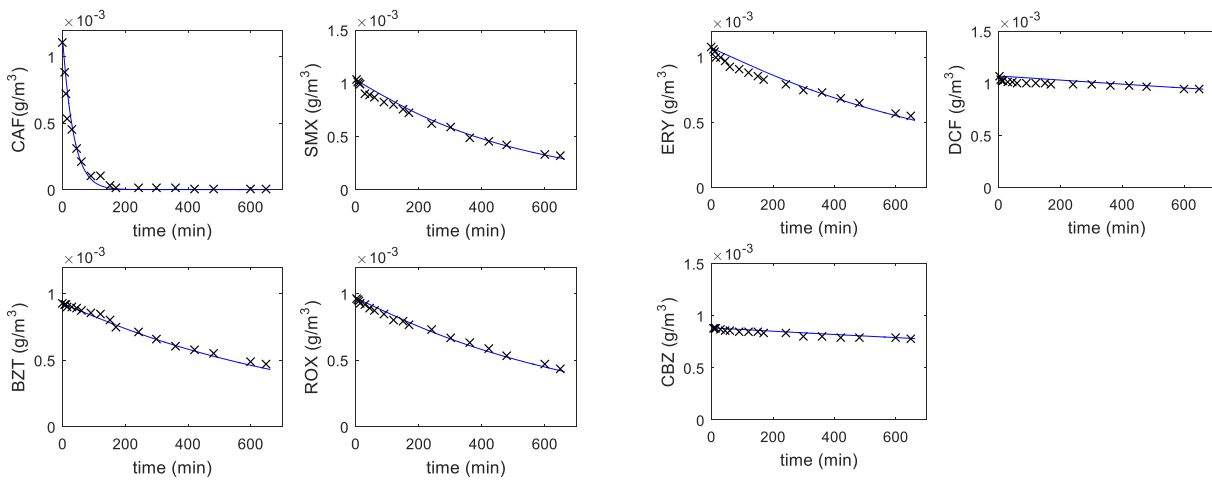 ×10⁻³
1
0.5
0
CAF(g/m³)
0 200 400 600
time (min)
×10⁻³
1.5
1
0.5
0
SMX (g/m³)
0 200 400 600
time (min)
×10⁻³
1.5
1
0.5
0
ERY (g/m³)
0 200 400 600
time (min)
×10⁻³
1.5
1
0.5
0
DCF (g/m³)
0 200 400 600
time (min)
×10⁻³
1
0.5
0
BZT (g/m³)
0 200 400 600
time (min)
×10⁻³
1
0.5
0
ROX (g/m³)
0 200 400 600
time (min)
×10⁻³
1.5
1
0.5
0
CBZ (g/m³)
0 200 400 600
time (min)